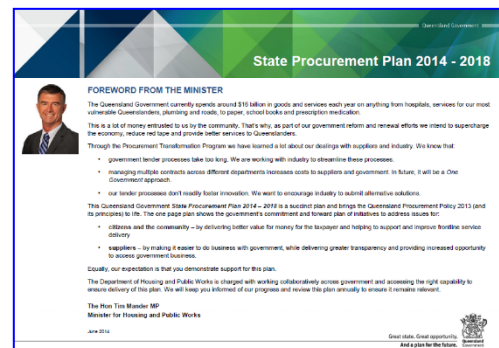 Queensland Government
State Procurement Plan 2014 - 2018
FOREWORD FROM THE MINISTER
The Queensland Government currently spends around $16 billion in goods and services each year on anything from hospitals, services for our most
vulnerable Queenslanders, plumbing and roads, to paper, school books and prescription medication.
This is a lot of money entrusted to us by the community. That's why, as part of our government reform and renewal efforts we intend to supercharge
the economy, reduce red tape and provide better services to Queenslanders.
Through the Procurement Transformation Program we have learned a lot about our dealings with suppliers and industry. We know that:
• government tender processes take too long. We are working with industry to streamline these processes.
• managing multiple contracts across different departments increases costs to suppliers and government. In future, it will be a One
Government approach.
• our tender processes don't readily foster innovation. We want to encourage industry to submit alternative solutions.
This Queensland Government State Procurement Plan 2014 – 2018 is a succinct plan and brings the Queensland Procurement Policy 2013 (and
its principles) to life. The one page plan shows the government's commitment and forward plan of initiatives to address issues for:
• citizens and the community – by delivering better value for money for the taxpayer and helping to support and improve frontline service
delivery
• suppliers – by making it easier to do business with government, while delivering greater transparency and providing increased opportunity
to access government business.
Equally, our expectation is that you demonstrate support for this plan.
The Department of Housing and Public Works is charged with working collaboratively across government and accessing the right capability to
ensure delivery of this plan. We will keep you informed of our progress and review this plan annually to ensure it remains relevant.
The Hon Tim Mander MP
Minister for Housing and Public Works
June 2014
Great state. Great opportunity.
And a plan for the future.
Queensland
Government